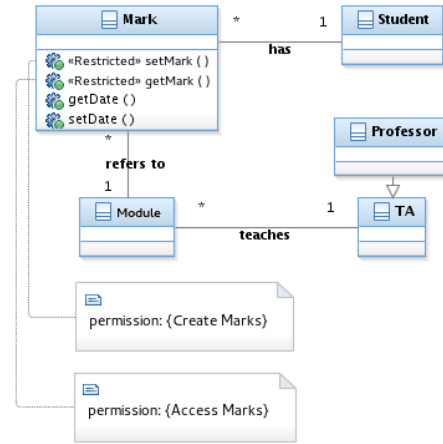 Mark
* 1
Student
has
«Restricted» setMark ( )
«Restricted» getMark ( )
getDate ( )
setDate ( )
Professor
*
refers to
1
Module
* 1
TA
teaches
permission: {Create Marks}
permission: {Access Marks}